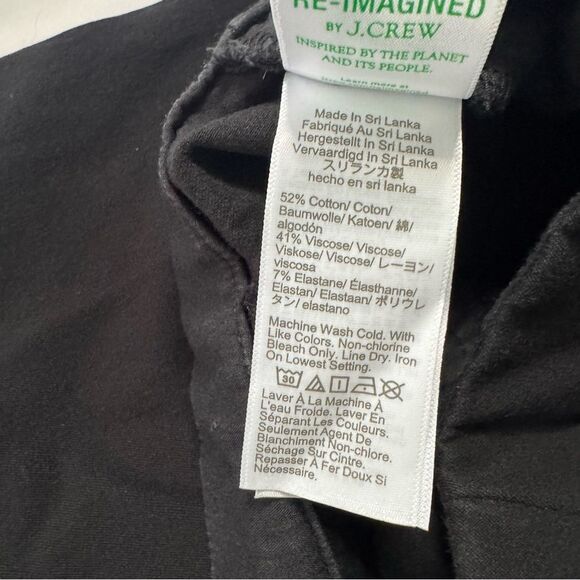 RE-IMAGINED
BY J.CREW
INSPIRED BY THE PLANET
AND ITS PEOPLE.
Learn more at
Made In Sri Lanka
Fabriqué Au Sri Lanka
Hergestellt In Sri Lanka
Vervaardigd In Sri Lanka
スリランカ製
hecho en sri lanka
52% Cotton/ Coton/
Baumwolle/ Katoen/ 綿/
algodón
41% Viscose/ Viscose/
Viskose/ Viscose/ レーヨン/
viscosa
7% Elastane/ Élasthanne/
Elastan/ Elastaan/ ポリウレ
タン/ elastano
Machine Wash Cold. With
Like Colors. Non-chlorine
Bleach Only. Line Dry. Iron
On Lowest Setting.
30
Laver À La Machine À
L'eau Froide. Laver En
Séparant Les Couleurs.
Seulement Agent De
Blanchiment Non-chlore.
Séchage Sur Cintre.
Repasser À Fer Doux Si
Nécessaire.